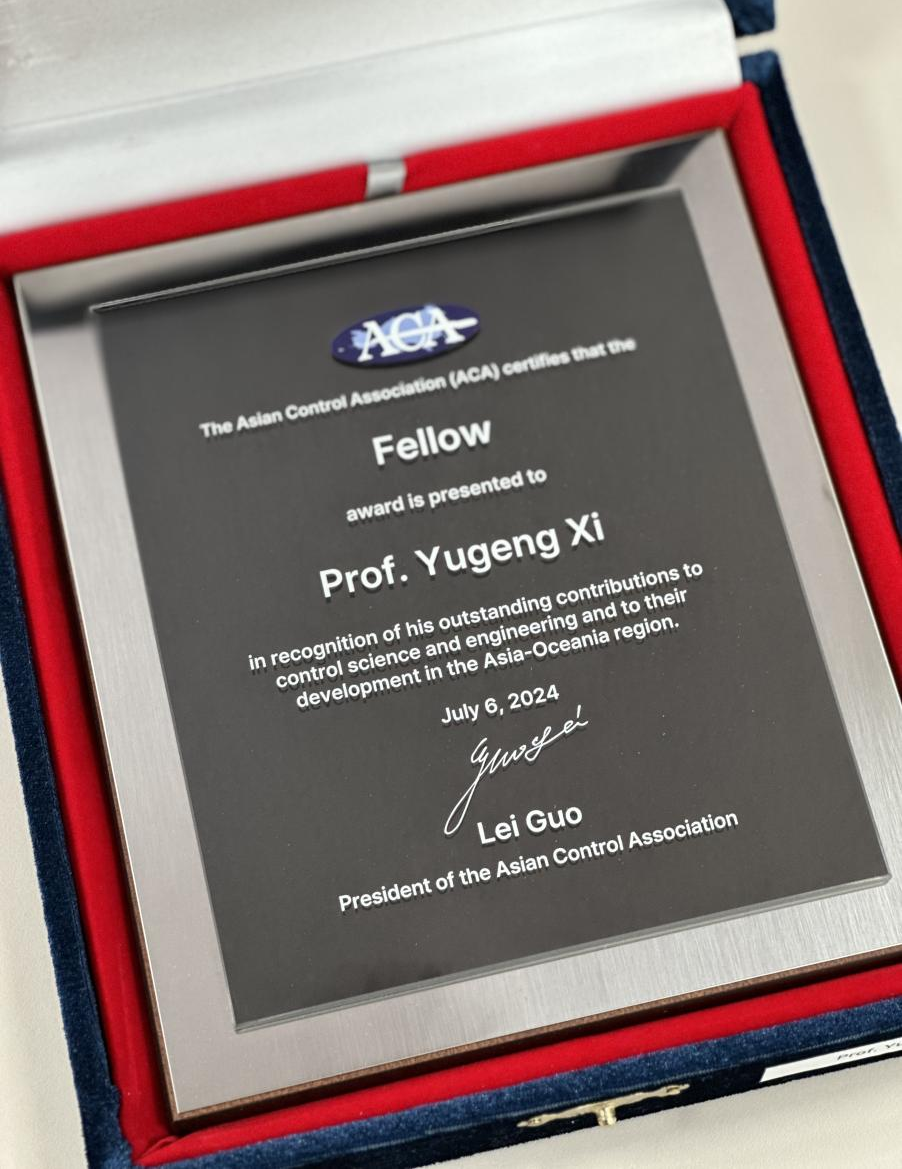 ACA
The Asian Control Association (ACA) certifies that the
Fellow
award is presented to
Prof. Yugeng Xi
in recognition of his outstanding contributions to
control science and engineering and to their
development in the Asia-Oceania region.
July 6, 2024
Lei Guo
President of the Asian Control Association
Prof. Yu